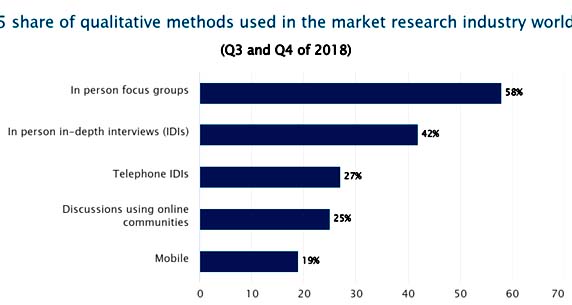 5 share of qualitative methods used in the market research industry world
(Q3 and Q4 of 2018)
In person focus groups
58%
In person in-depth interviews (IDIs)
42%
Telephone IDIs
27%
Discussions using online
communities
25%
Mobile
19%
0 10 20 30 40 50 60 70